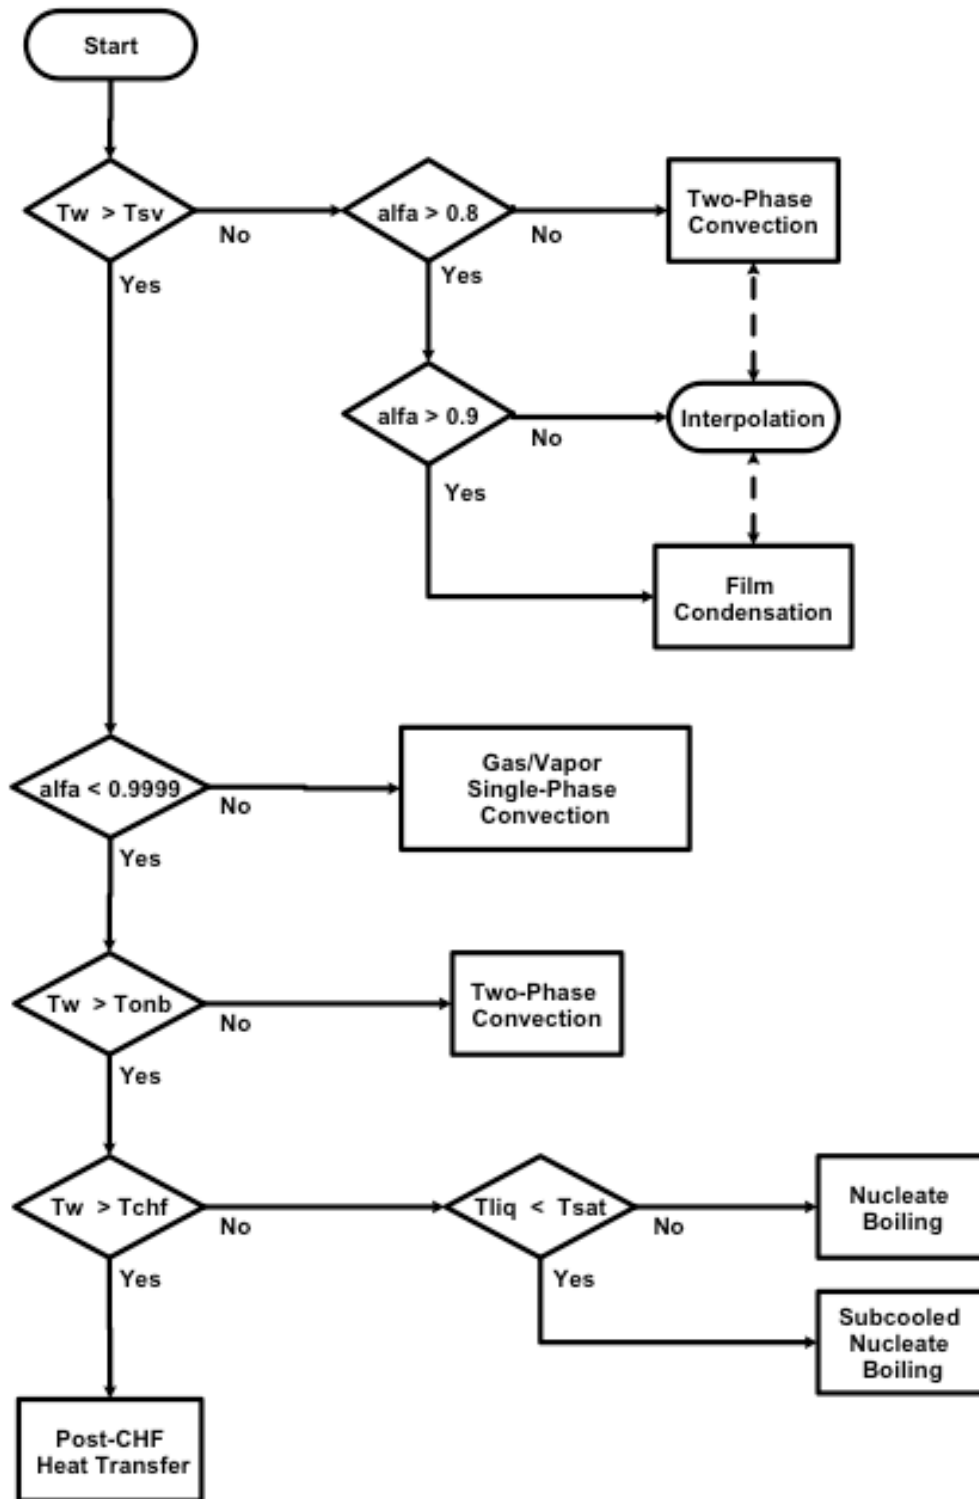 Start
Tw > Tsv
No
Yes
alfa > 0.8
No
Yes
Two-Phase
Convection
alfa > 0.9
No
Yes
Interpolation
Film
Condensation
alfa < 0.9999
No
Yes
Gas/Vapor
Single-Phase
Convection
Tw > Tonb
No
Yes
Two-Phase
Convection
Tw > Tchf
No
Yes
Tliq < Tsat
No
Yes
Nucleate
Boiling
Subcooled
Nucleate
Boiling
Post-CHF
Heat Transfer